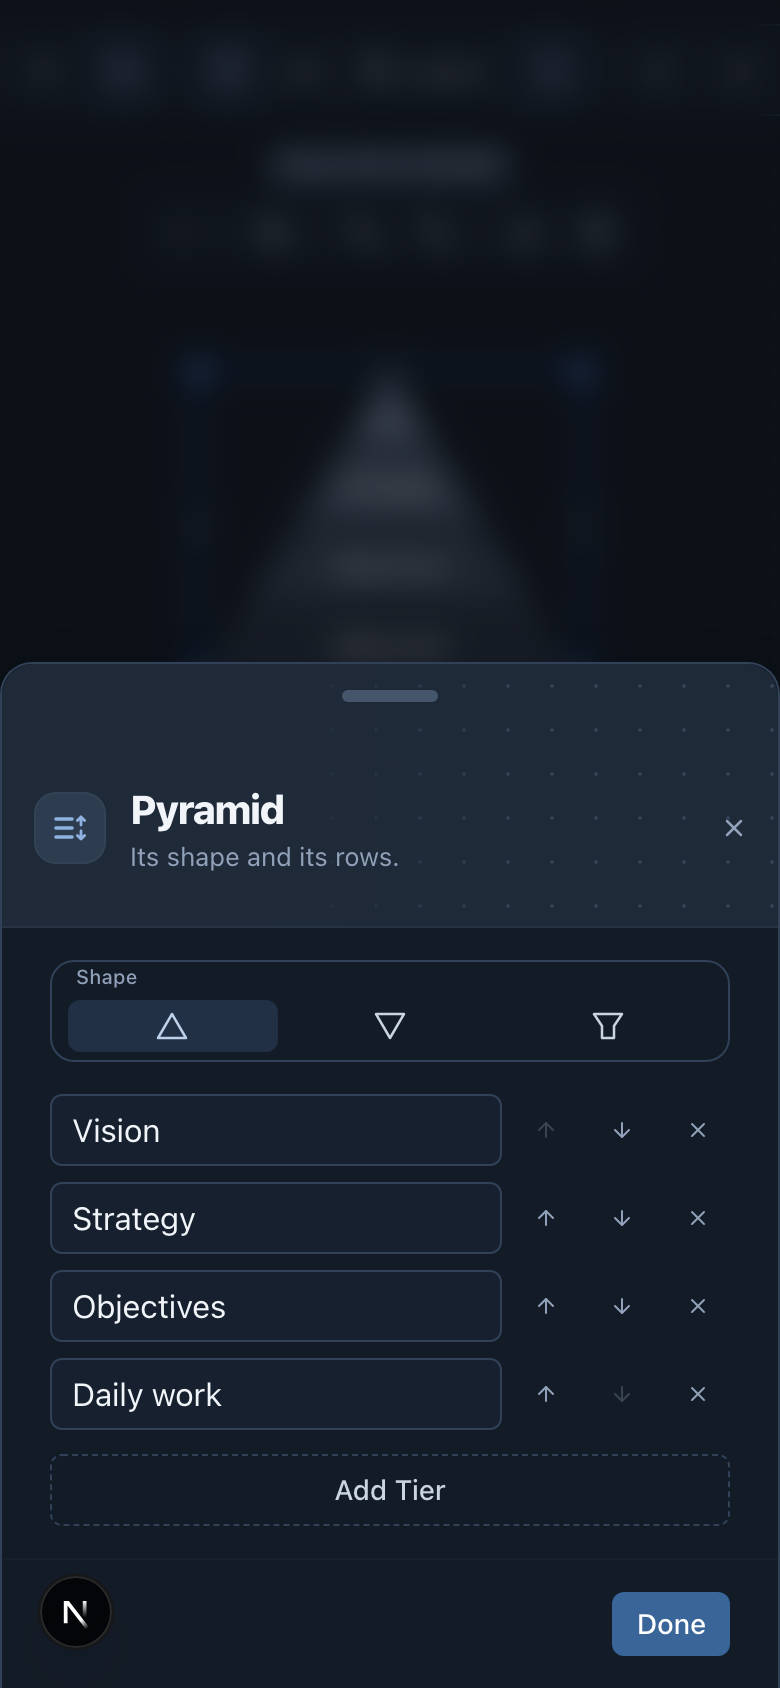 Pyramid
Its shape and its rows.
Shape
Vision
Strategy
Objectives
Daily work
Add Tier
N
Done